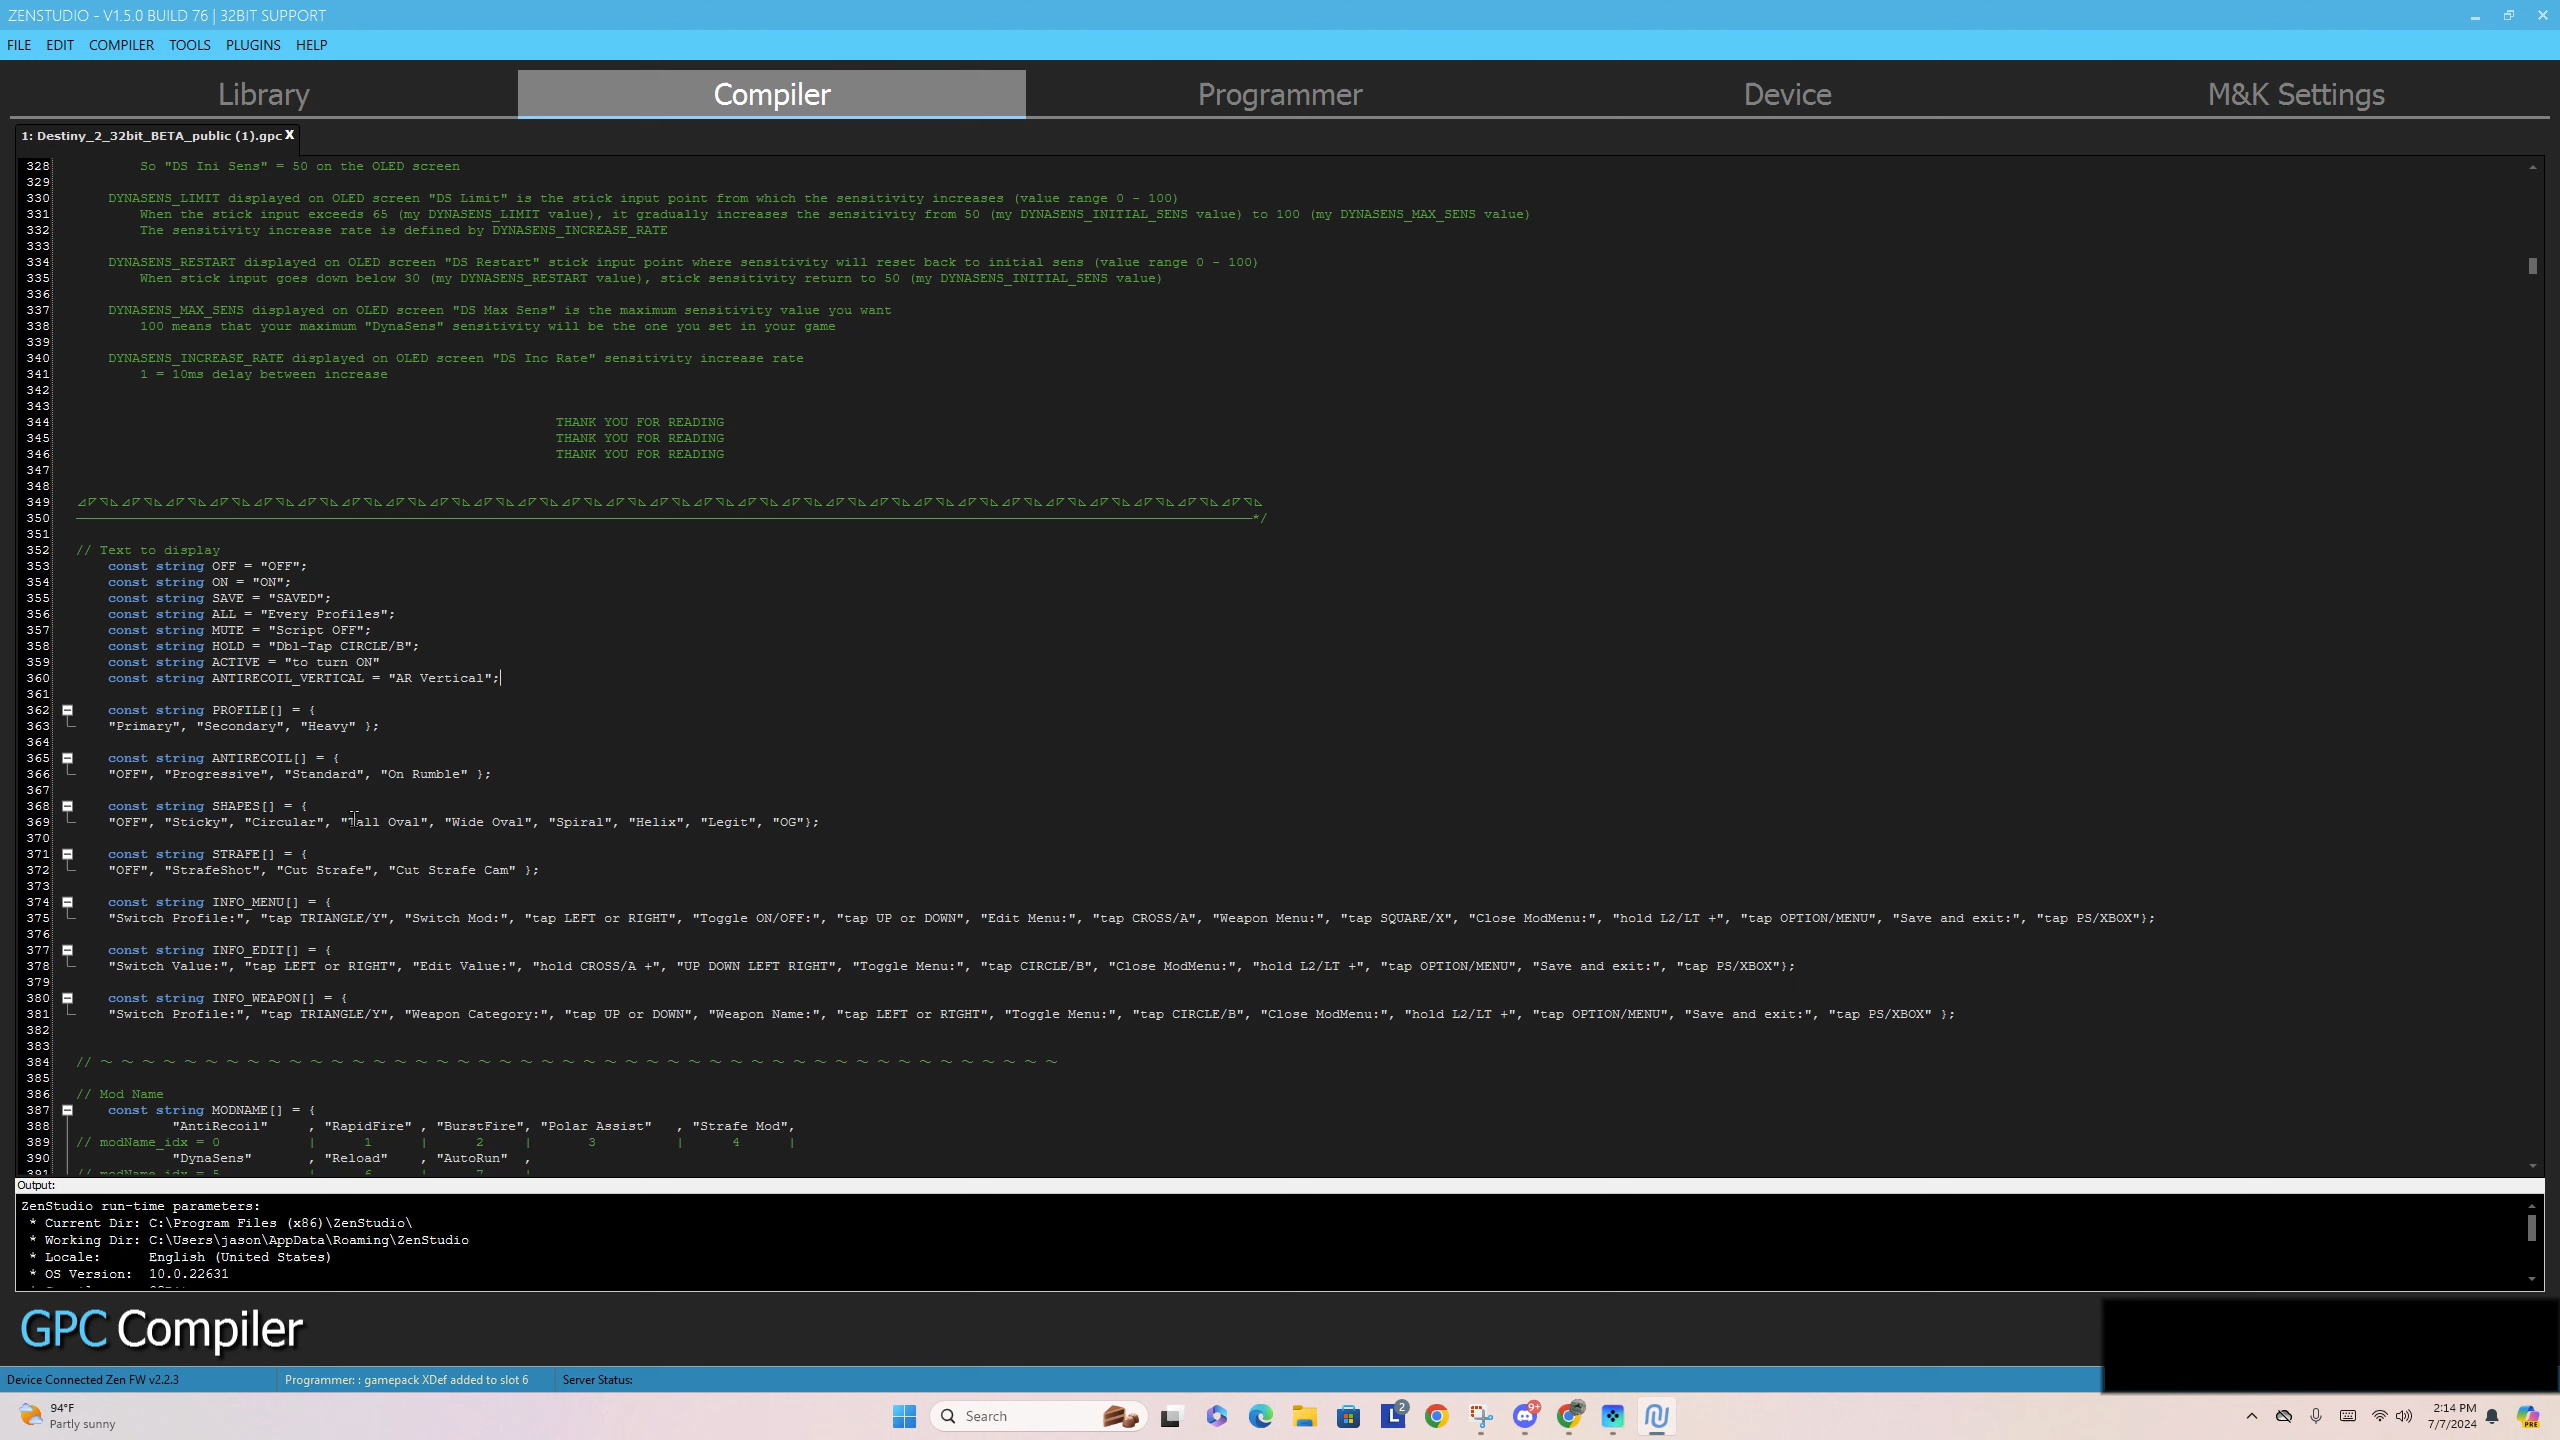 ZENSTUDIO - V1.5.0 BUILD 76 | 32BIT SUPPORT
FILE EDIT COMPILER TOOLS PLUGINS HELP
Library Compiler Programmer Device M&K Settings
1: Destiny_2_32bit_BETA_public (1).gpc X
328 So "DS Ini Sens" = 50 on the OLED screen
329
330 DYNASENS_LIMIT displayed on OLED screen "DS Limit" is the stick input point from which the sensitivity increases (value range 0 - 100)
331 When the stick input exceeds 65 (my DYNASENS_LIMIT value), it gradually increases the sensitivity from 50 (my DYNASENS_INITIAL_SENS value) to 100 (my DYNASENS_MAX_SENS value)
332 The sensitivity increase rate is defined by DYNASENS_INCREASE_RATE
333
334 DYNASENS_RESTART displayed on OLED screen "DS Restart" stick input point where sensitivity will reset back to initial sens (value range 0 - 100)
335 When stick input goes down below 30 (my DYNASENS_RESTART value), stick sensitivity return to 50 (my DYNASENS_INITIAL_SENS value)
336
337 DYNASENS_MAX_SENS displayed on OLED screen "DS Max Sens" is the maximum sensitivity value you want
338 100 means that your maximum "DynaSens" sensitivity will be the one you set in your game
339
340 DYNASENS_INCREASE_RATE displayed on OLED screen "DS Inc Rate" sensitivity increase rate
341 1 = 10ms delay between increase
342
343
344 THANK YOU FOR READING
345 THANK YOU FOR READING
346 THANK YOU FOR READING
347
348
349
350 */
351
352 // Text to display
353 const string OFF = "OFF";
354 const string ON = "ON";
355 const string SAVE = "SAVED";
356 const string ALL = "Every Profiles";
357 const string MUTE = "Script OFF";
358 const string HOLD = "Dbl-Tap CIRCLE/B";
359 const string ACTIVE = "to turn ON"
360 const string ANTIRECOIL_VERTICAL = "AR Vertical";
361
362 const string PROFILE[] = {
363 "Primary", "Secondary", "Heavy" };
364
365 const string ANTIRECOIL[] = {
366 "OFF", "Progressive", "Standard", "On Rumble" };
367
368 const string SHAPES[] = {
369 "OFF", "Sticky", "Circular", "Tall Oval", "Wide Oval", "Spiral", "Helix", "Legit", "OG"};
370
371 const string STRAFE[] = {
372 "OFF", "StrafeShot", "Cut Strafe", "Cut Strafe Cam" };
373
374 const string INFO_MENU[] = {
375 "Switch Profile:", "tap TRIANGLE/Y", "Switch Mod:", "tap LEFT or RIGHT", "Toggle ON/OFF:", "tap UP or DOWN", "Edit Menu:", "tap CROSS/A", "Weapon Menu:", "tap SQUARE/X", "Close ModMenu:", "hold L2/LT +", "tap OPTION/MENU", "Save and exit:", "tap PS/XBOX"};
376
377 const string INFO_EDIT[] = {
378 "Switch Value:", "tap LEFT or RIGHT", "Edit Value:", "hold CROSS/A +", "UP DOWN LEFT RIGHT", "Toggle Menu:", "tap CIRCLE/B", "Close ModMenu:", "hold L2/LT +", "tap OPTION/MENU", "Save and exit:", "tap PS/XBOX"};
379
380 const string INFO_WEAPON[] = {
381 "Switch Profile:", "tap TRIANGLE/Y", "Weapon Category:", "tap UP or DOWN", "Weapon Name:", "tap LEFT or RTGHT", "Toggle Menu:", "tap CIRCLE/B", "Close ModMenu:", "hold L2/LT +", "tap OPTION/MENU", "Save and exit:", "tap PS/XBOX" };
382
383
384 // ~ ~ ~ ~ ~ ~ ~ ~ ~ ~ ~ ~ ~ ~ ~ ~ ~ ~ ~ ~ ~ ~ ~ ~ ~ ~ ~ ~ ~ ~ ~ ~ ~ ~ ~ ~ ~ ~ ~ ~ ~ ~ ~ ~ ~ ~
385
386 // Mod Name
387 const string MODNAME[] = {
388 "AntiRecoil" , "RapidFire" , "BurstFire", "Polar Assist" , "Strafe Mod",
389 // modName_idx = 0 | 1 | 2 | 3 | 4 |
390 "DynaSens" , "Reload" , "AutoRun" ,
391 // modName_idx = 5 | 6 | 7 |
Output:
ZenStudio run-time parameters:
* Current Dir: C:\Program Files (x86)\ZenStudio\
* Working Dir: C:\Users\jason\AppData\Roaming\ZenStudio
* Locale: English (United States)
* OS Version: 10.0.22631
GPC Compiler
Device Connected Zen FW v2.2.3 Programmer: : gamepack XDef added to slot 6 Server Status:
94°F
Partly sunny
Search
2
9+
2:14 PM
7/7/2024
PRE